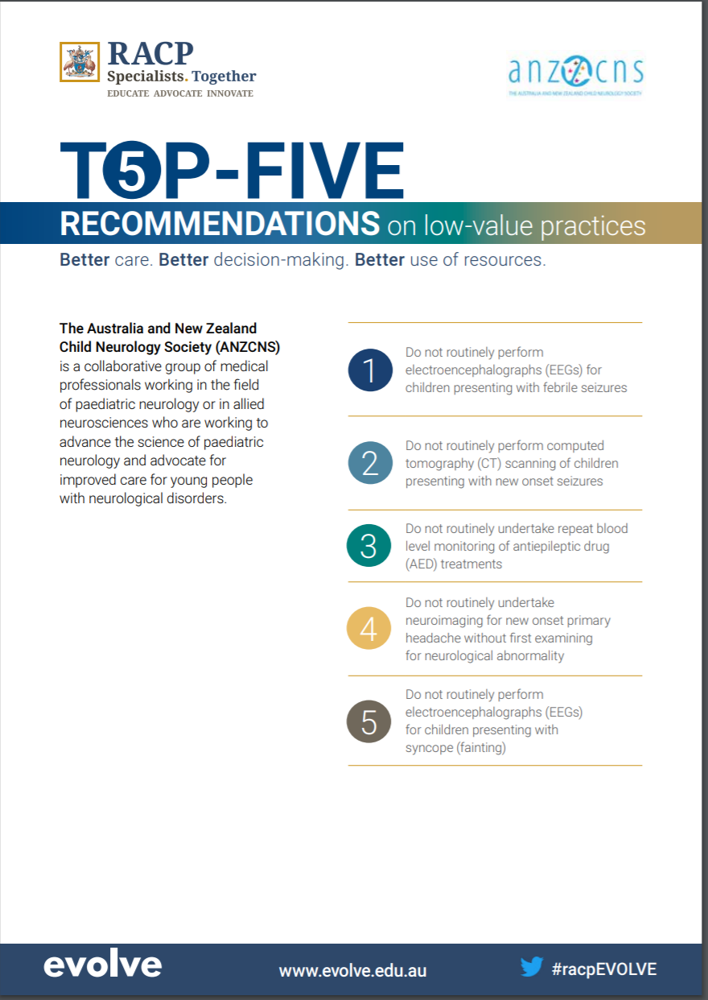 RACP
Specialists. Together
EDUCATE ADVOCATE INNOVATE
anzcns
THE AUSTRALIA AND NEW ZEALAND CHILD NEUROLOGY SOCIETY
T5P-FIVE
RECOMMENDATIONS on low-value practices
Better care. Better decision-making. Better use of resources.
The Australia and New Zealand
Child Neurology Society (ANZCNS)
is a collaborative group of medical
professionals working in the field
of paediatric neurology or in allied
neurosciences who are working to
advance the science of paediatric
neurology and advocate for
improved care for young people
with neurological disorders.
1
Do not routinely perform
electroencephalographs (EEGs) for
children presenting with febrile seizures
2
Do not routinely perform computed
tomography (CT) scanning of children
presenting with new onset seizures
3
Do not routinely undertake repeat blood
level monitoring of antiepileptic drug
(AED) treatments
4
Do not routinely undertake
neuroimaging for new onset primary
headache without first examining
for neurological abnormality
5
Do not routinely perform
electroencephalographs (EEGs)
for children presenting with
syncope (fainting)
evolve
www.evolve.edu.au
#racpEVOLVE